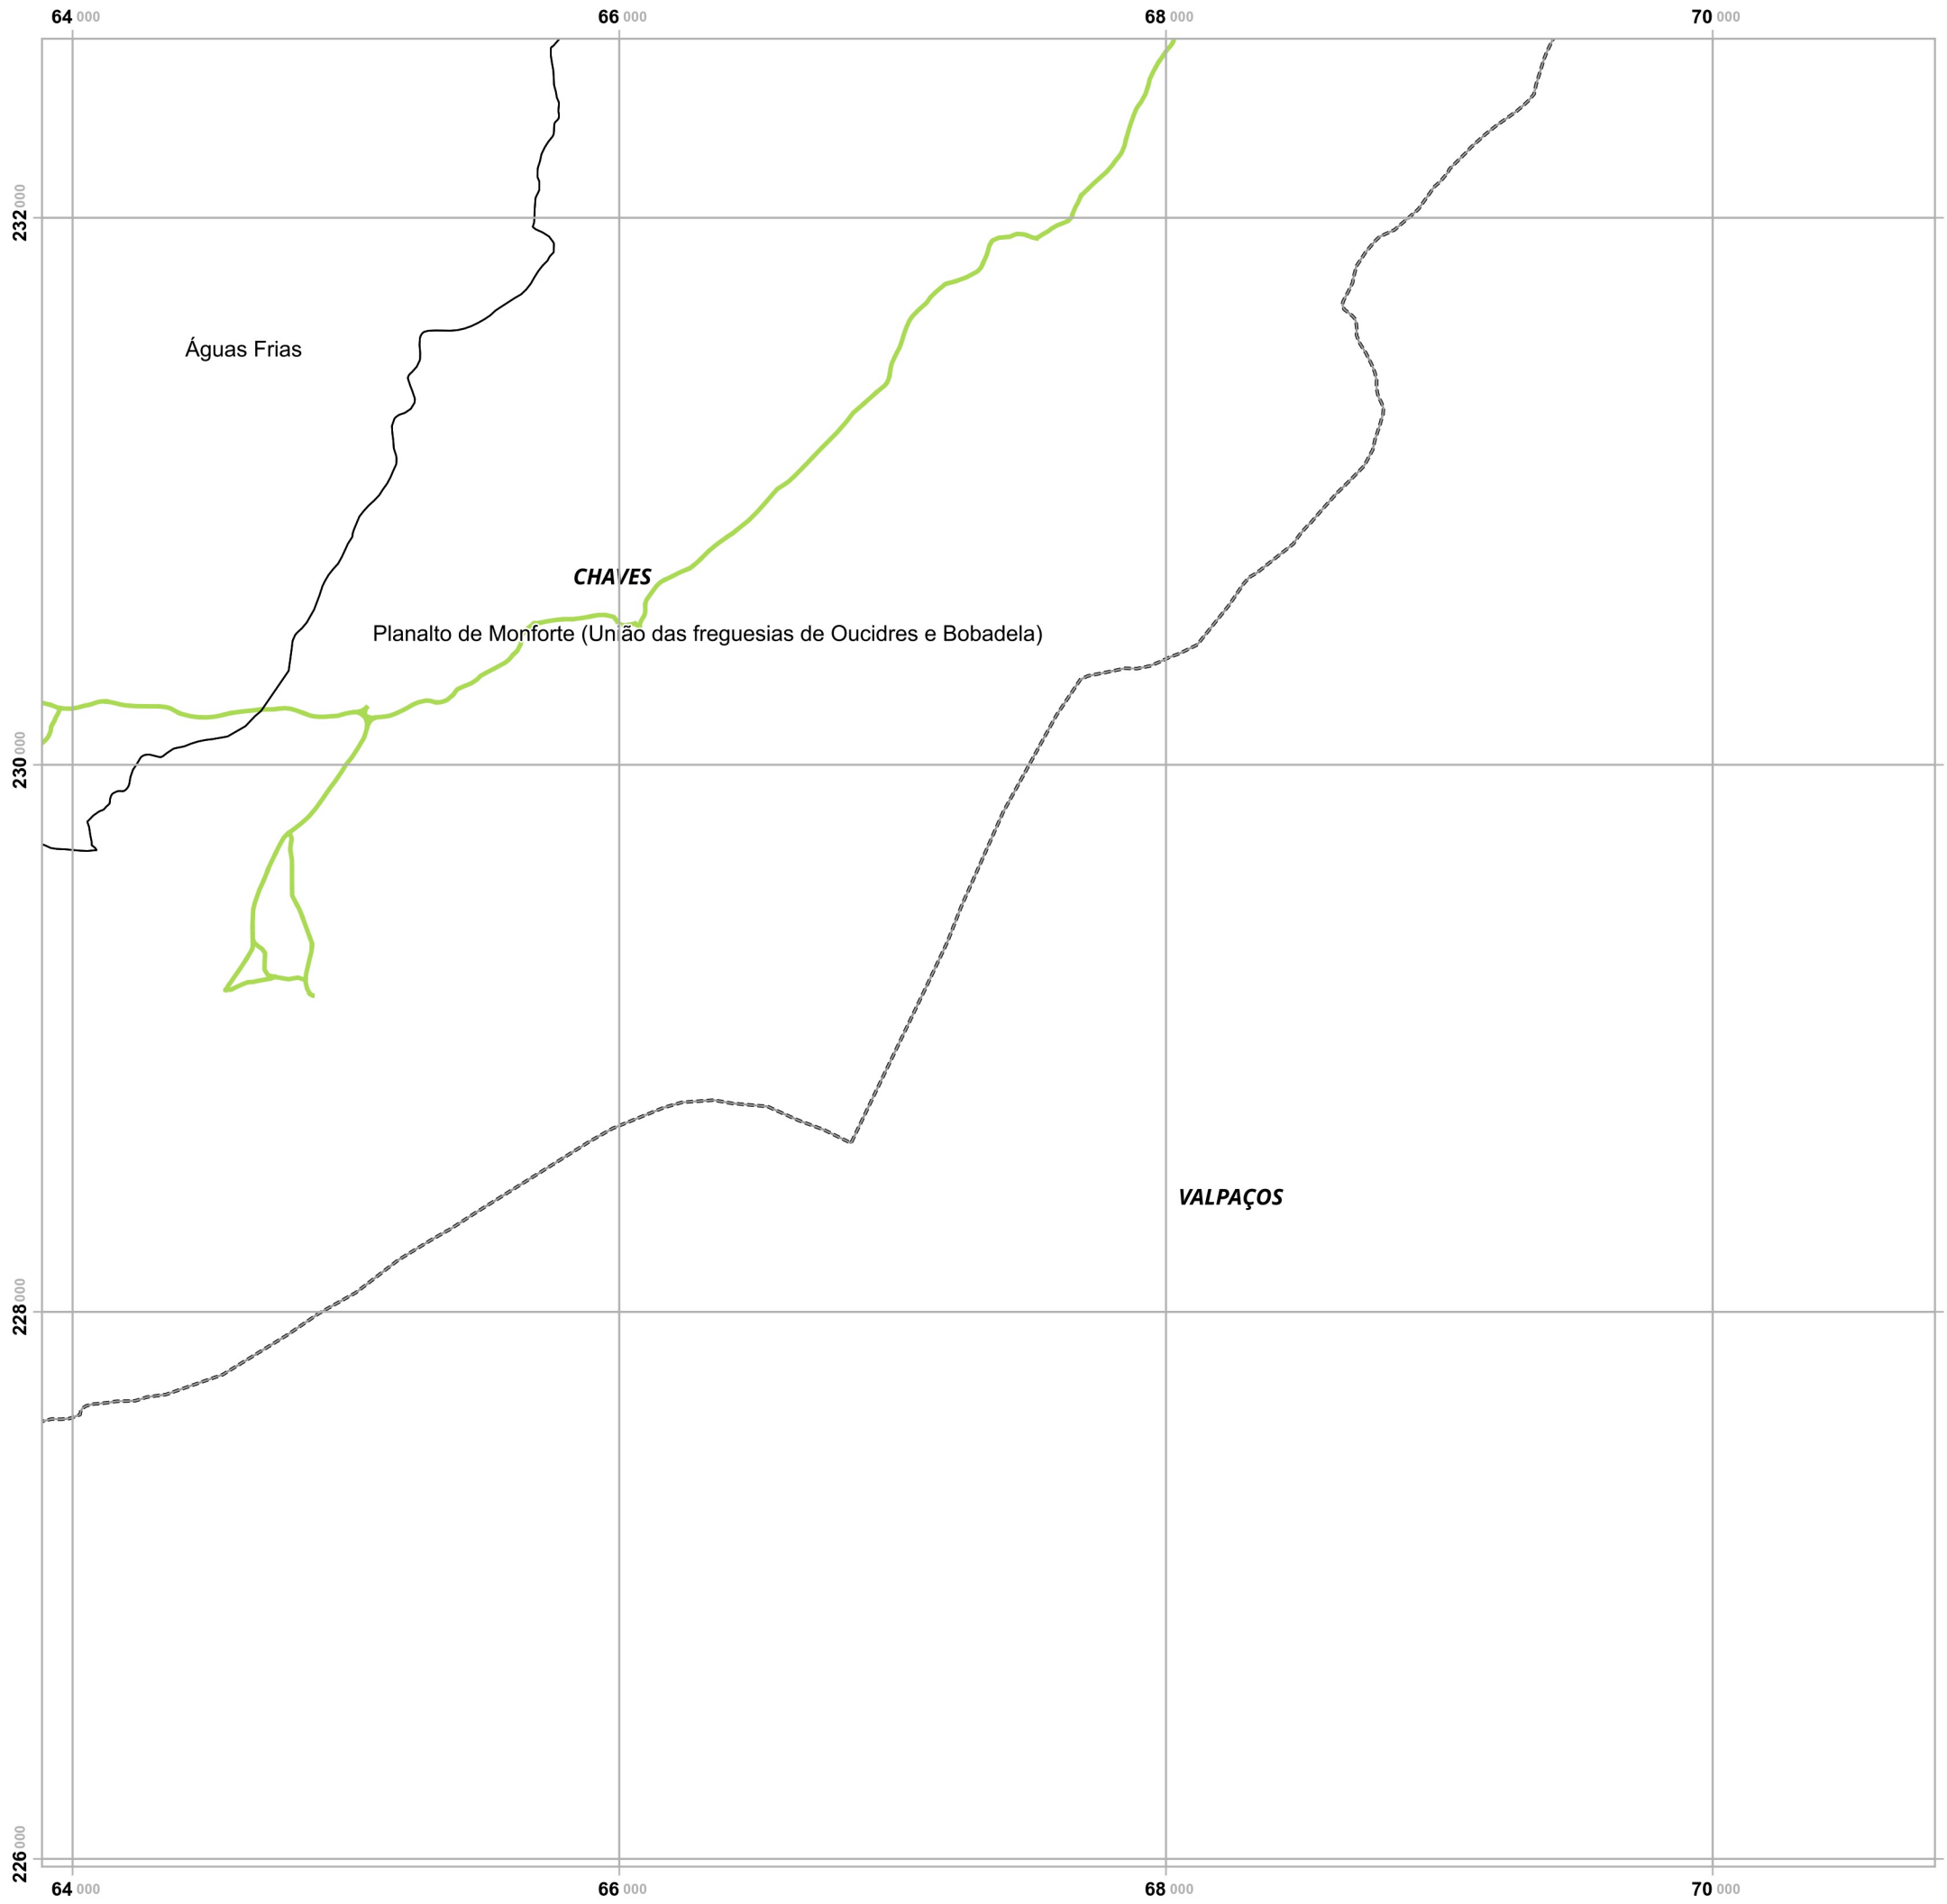 64 000 66 000 68 000 70 000
232 000
Águas Frias
CHAVES
Planalto de Monforte (União das freguesias de Oucidres e Bobadela)
230 000
VALPAÇOS
228 000
226 000
64 000 66 000 68 000 70 000